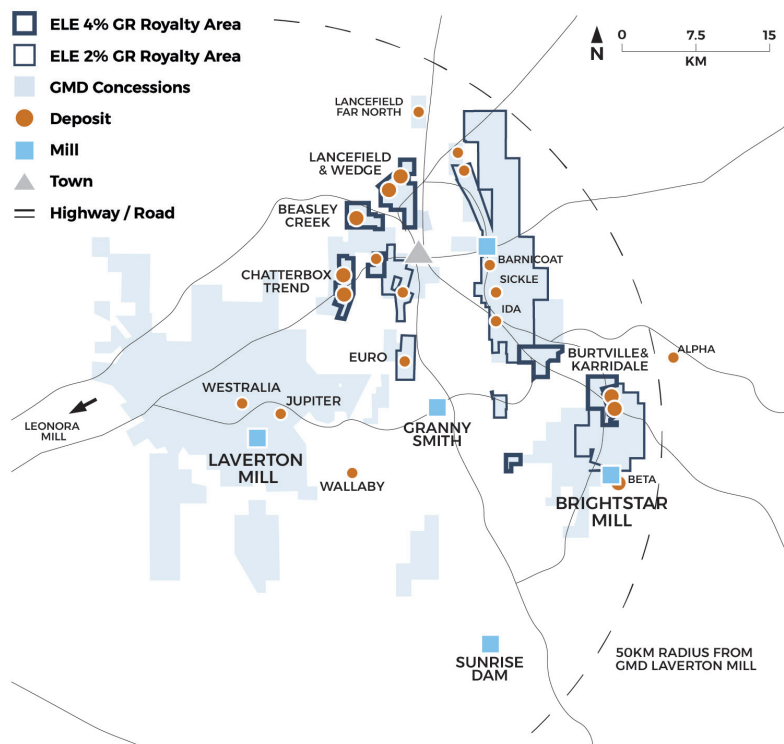 ELE 4% GR Royalty Area
ELE 2% GR Royalty Area
GMD Concessions
Deposit
Mill
Town
Highway / Road
N
0 7.5 15
KM
LANCEFIELD
FAR NORTH
LANCEFIELD
& WEDGE
BEASLEY
CREEK
CHATTERBOX
TREND
BARNICOAT
SICKLE
IDA
EURO
BURTVILLE&
KARRIDALE
ALPHA
WESTRALIA
JUPITER
LEONORA
MILL
GRANNY
SMITH
LAVERTON
MILL
WALLABY
BETA
BRIGHTSTAR
MILL
SUNRISE
DAM
50KM RADIUS FROM
GMD LAVERTON MILL